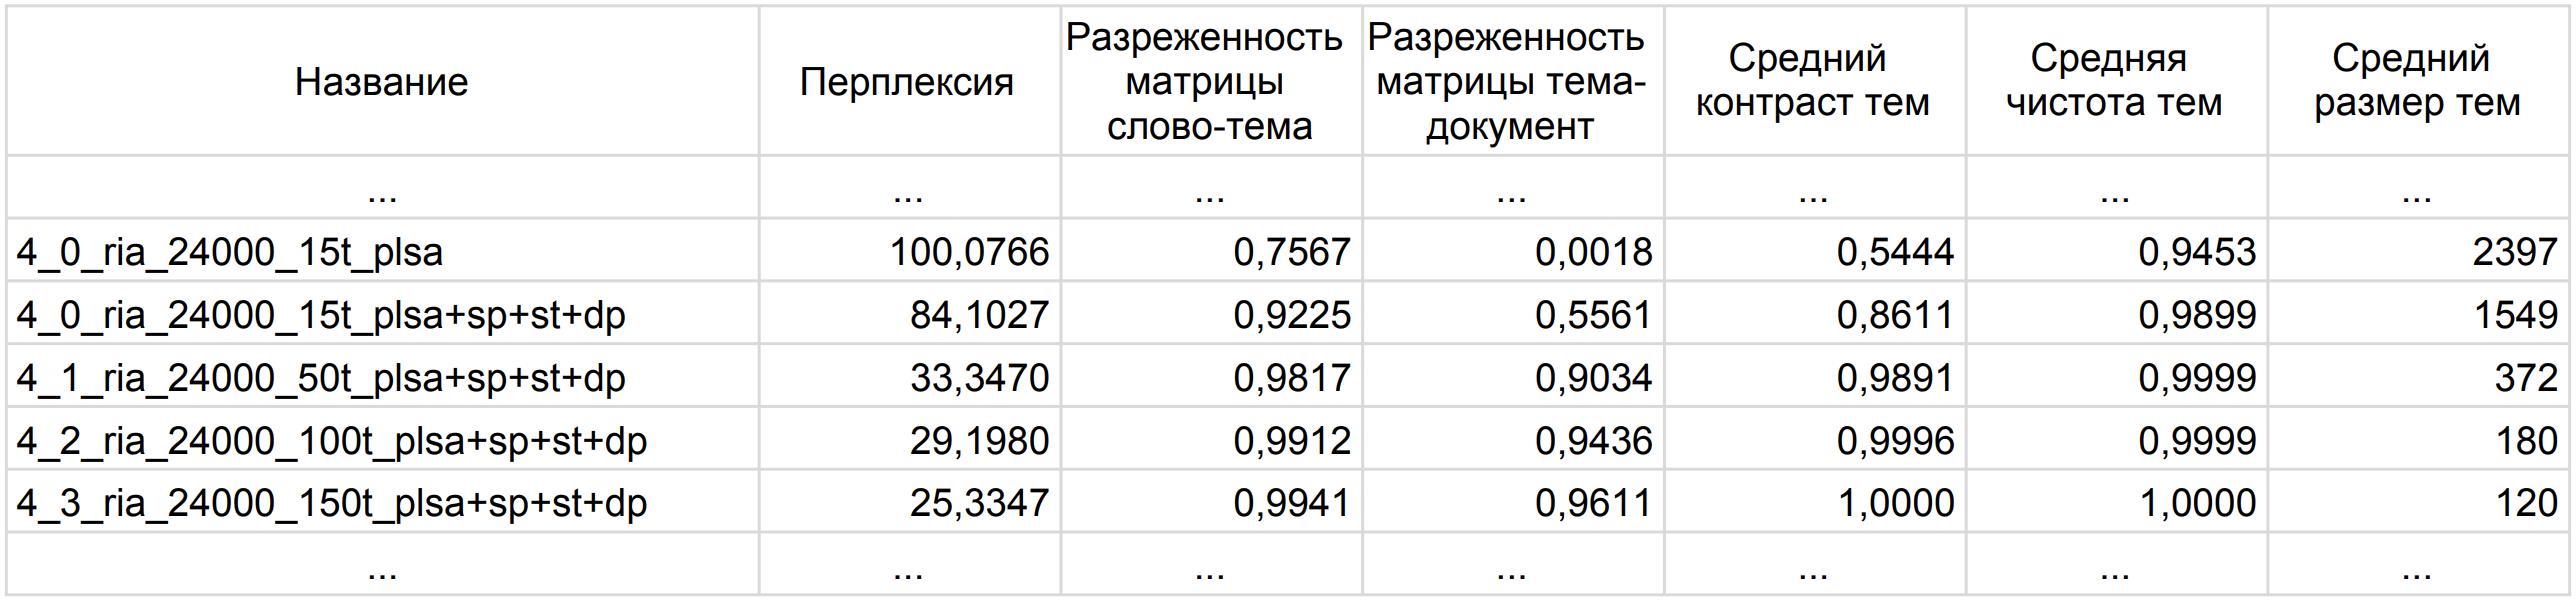 Название Перплексия Разреженность матрицы слово-тема Разреженность матрицы тема-документ Средний контраст тем Средняя чистота тем Средний размер тем
... ... ... ... ... ... ...
4_0_ria_24000_15t_plsa 100,0766 0,7567 0,0018 0,5444 0,9453 2397
4_0_ria_24000_15t_plsa+sp+st+dp 84,1027 0,9225 0,5561 0,8611 0,9899 1549
4_1_ria_24000_50t_plsa+sp+st+dp 33,3470 0,9817 0,9034 0,9891 0,9999 372
4_2_ria_24000_100t_plsa+sp+st+dp 29,1980 0,9912 0,9436 0,9996 0,9999 180
4_3_ria_24000_150t_plsa+sp+st+dp 25,3347 0,9941 0,9611 1,0000 1,0000 120
... ... ... ... ... ... ...